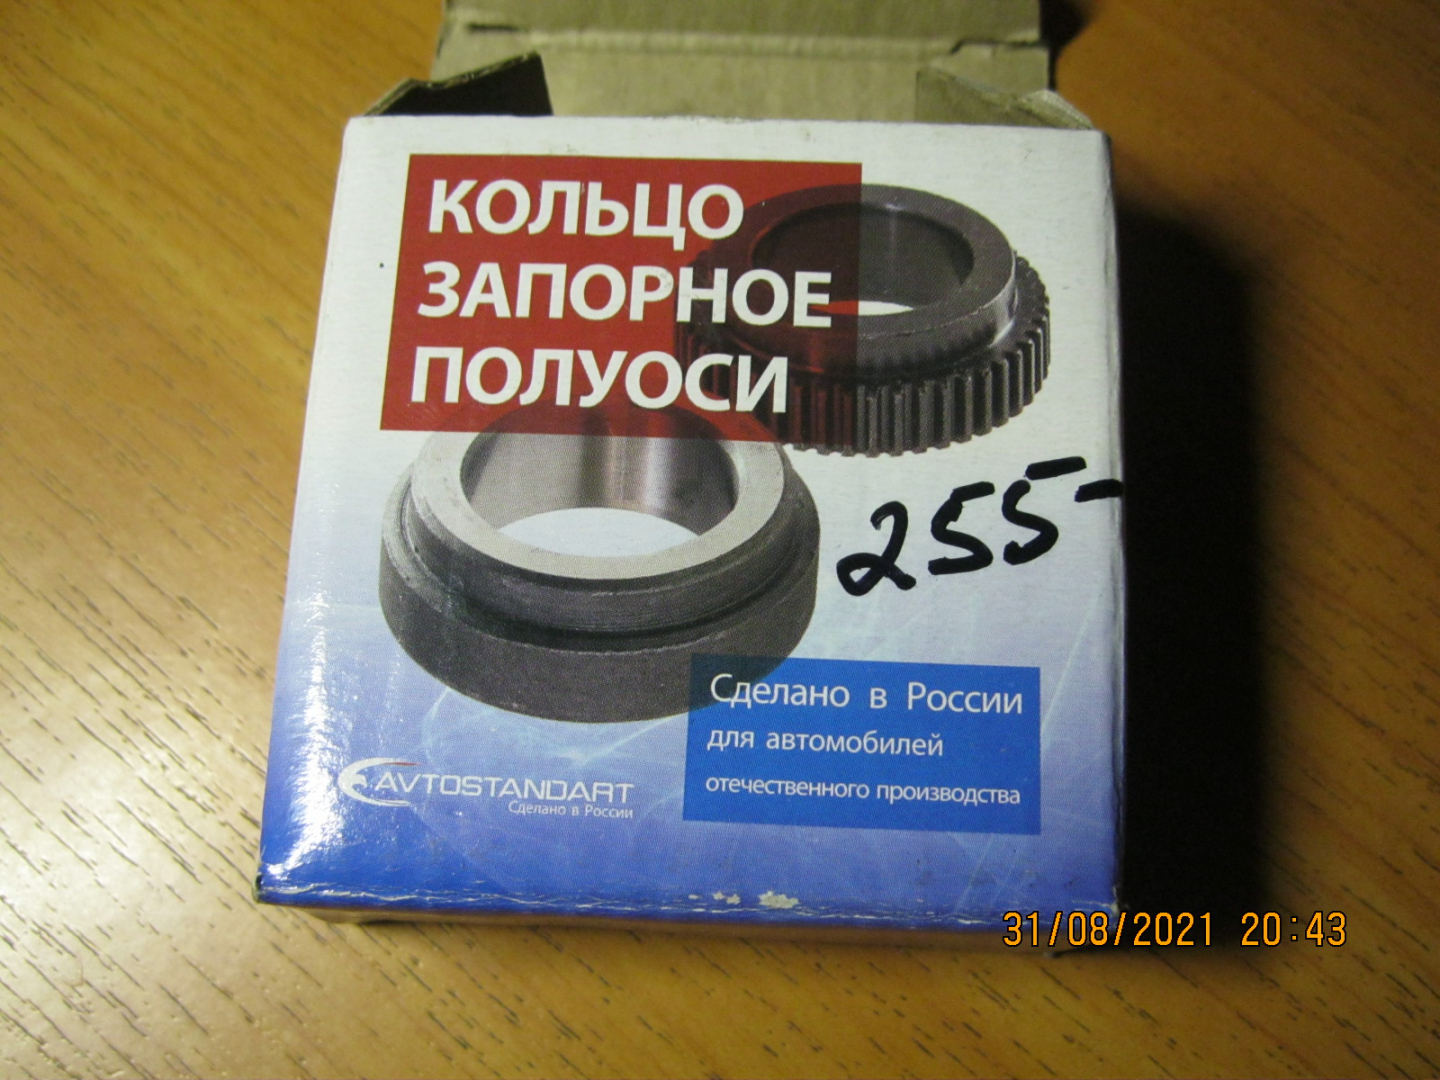 КОЛЬЦО
ЗАПОРНОЕ
ПОЛУОСИ
255-
Сделано в России
для автомобилей
отечественного производства
AVTOSTANDART
Сделано в России
31/08/2021 20:43